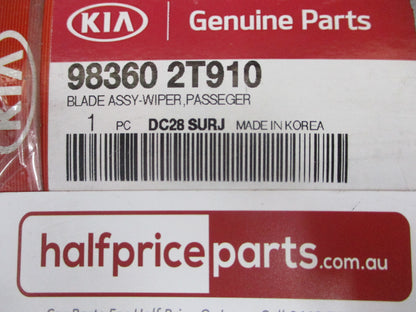 KIA Genuine Parts
98360 2T910
BLADE ASSY-WIPER,PASSEGER
1 PC DC28 SURJ MADE IN KOREA
KIA
halfpriceparts.com.au